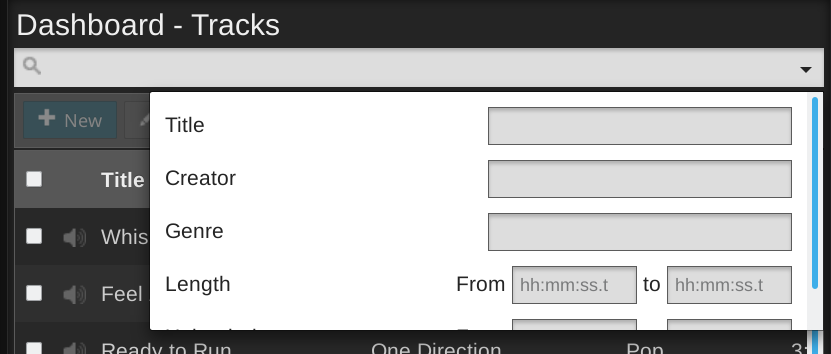 Dashboard - Tracks
New
Title
Creator
Genre
Length From hh:mm:ss.t to hh:mm:ss.t
Title
Whis
Feel
Ready to Run One Direction Pop